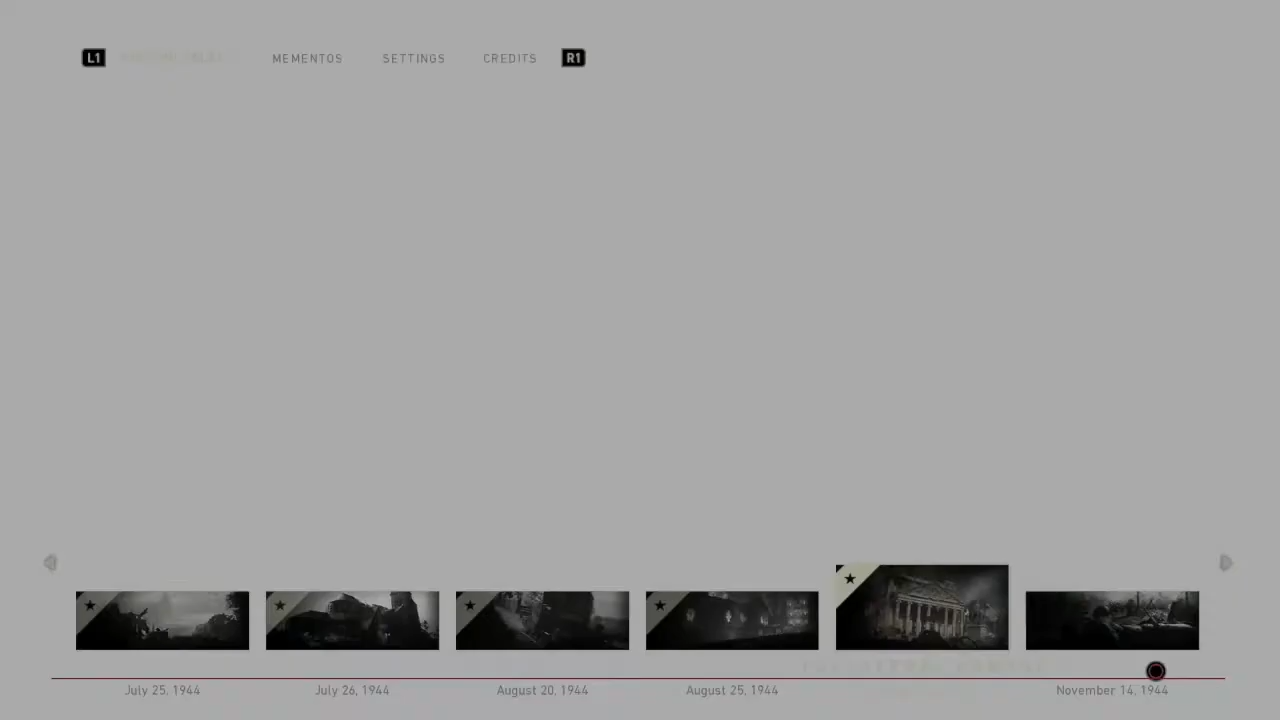 L1 MEMENTOS SETTINGS CREDITS R1
July 25, 1944 July 26, 1944 August 20, 1944 August 25, 1944 November 14, 1944